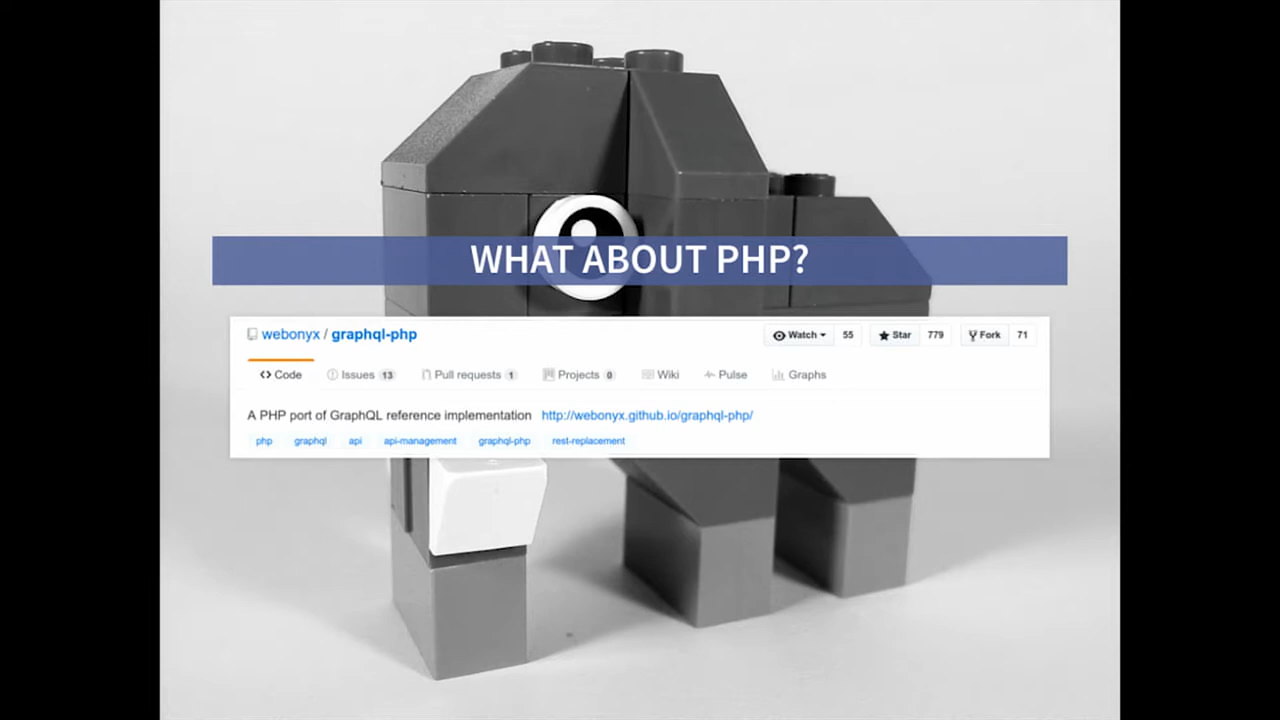 WHAT ABOUT PHP?
webonyx / graphql-php Watch 55 Star 779 Fork 71
Code Issues 13 Pull requests 1 Projects 0 Wiki Pulse Graphs
A PHP port of GraphQL reference implementation http://webonyx.github.io/graphql-php/
php graphql api api-management graphql-php rest-replacement